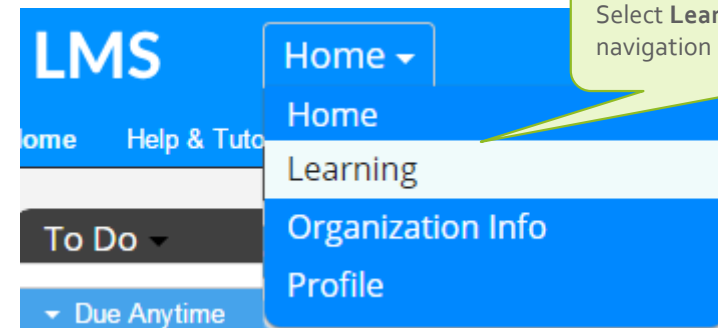 Select Lear
navigation
LMS
Home
Home
ome Help & Tuto
Learning
To Do
Organization Info
Profile
Due Anytime